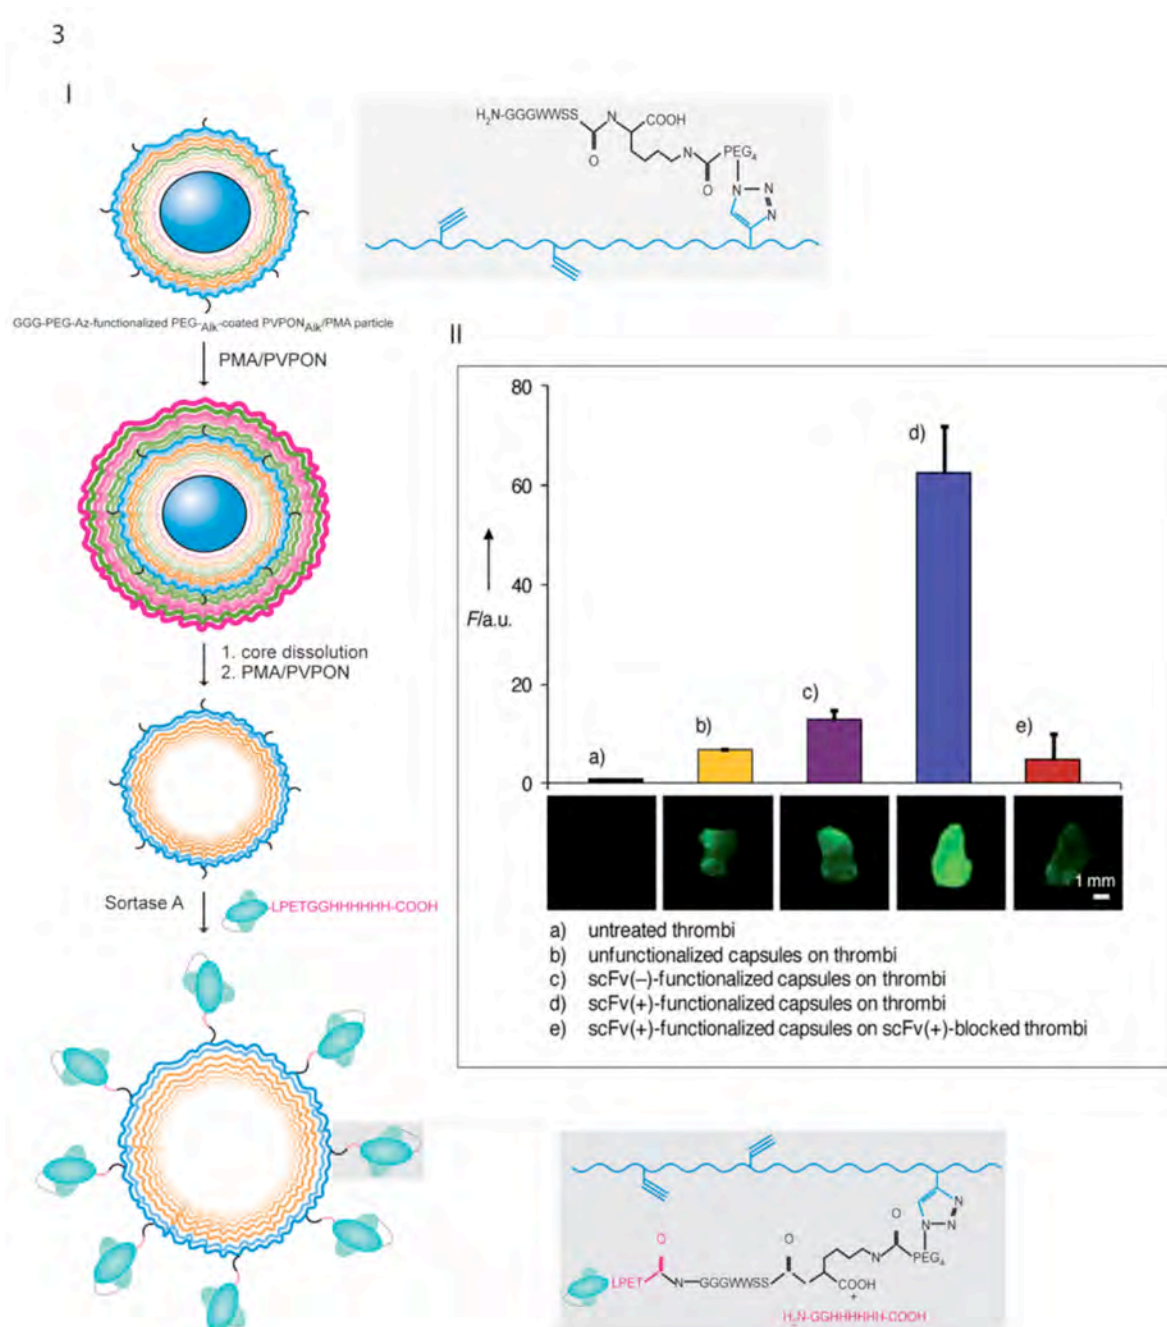 3
I
H2N-GGGWWSS
N
COOH
O
N
PEG4
O
N
N
N
GGG-PEG-Az-functionalized PEG-Alk-coated PVPONAlk/PMA particle
PMA/PVPON
1. core dissolution
2. PMA/PVPON
Sortase A
LPETGGHHHHHH-COOH
II
80
60
40
20
0
F/a.u.
a)
b)
c)
d)
e)
1 mm
a) untreated thrombi
b) unfunctionalized capsules on thrombi
c) scFv(–)-functionalized capsules on thrombi
d) scFv(+)-functionalized capsules on thrombi
e) scFv(+)-functionalized capsules on scFv(+)-blocked thrombi
N
N
N
O
N
PEG4
O
O
LPET
N
GGGWWSS
COOH
+
H2N-GGHHHHHH-COOH